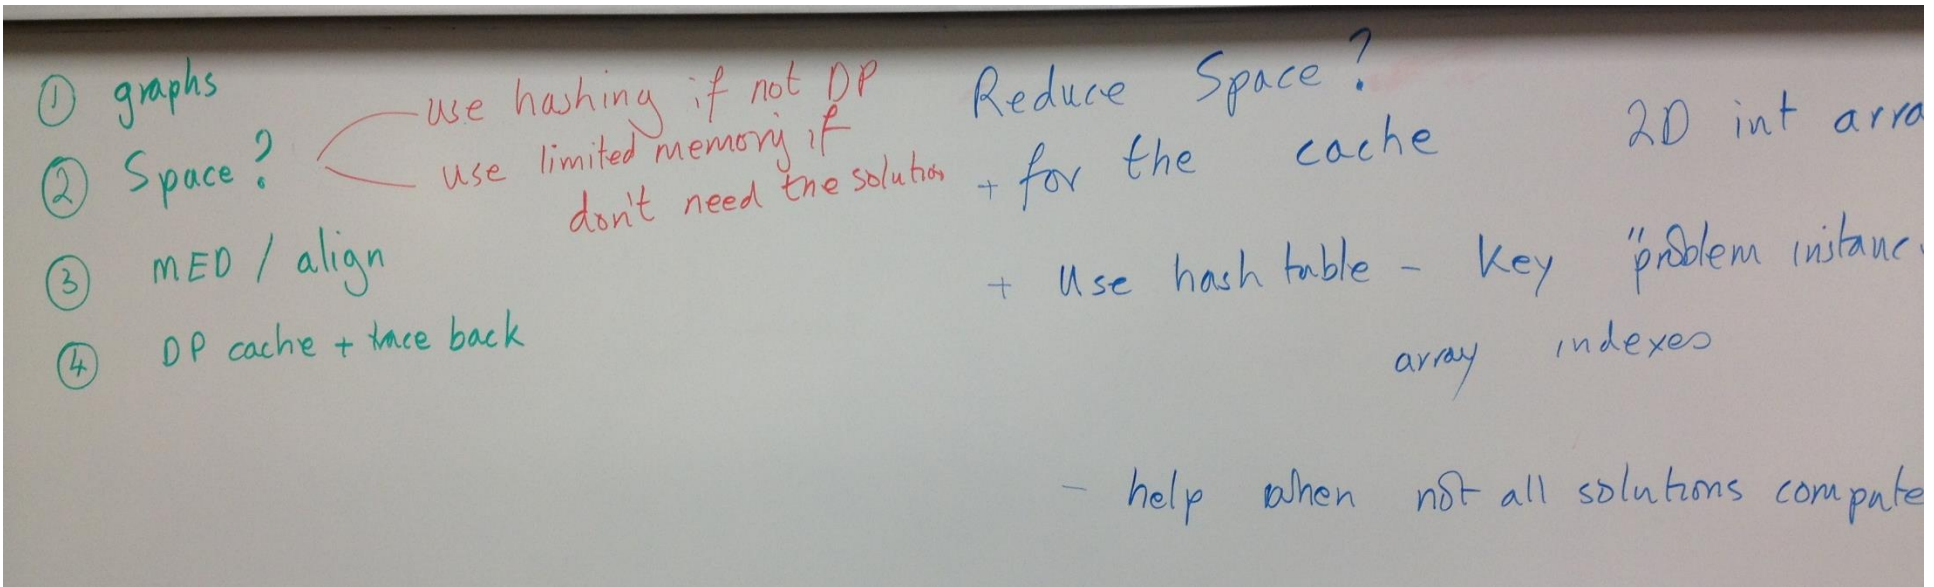 ① graphs
② Space?
use hashing if not DP
use limited memory if
don't need the solution
③ MED / align
④ DP cache + trace back
Reduce Space?
+ for the cache 2D int arra
+ Use hash table - Key "problem instanc
array indexes
- help when not all solutions compute